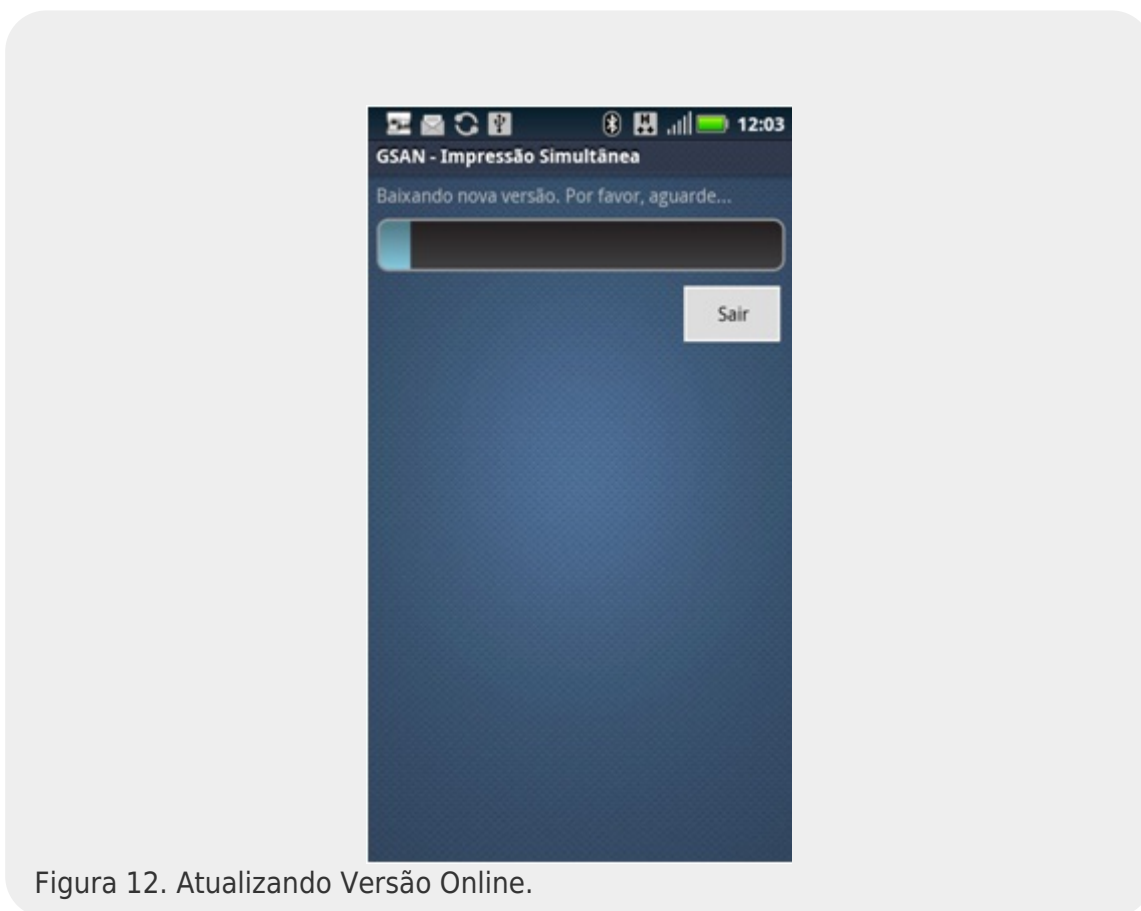 12:03
GSAN - Impressão Simultânea
Baixando nova versão. Por favor, aguarde...
Sair
Figura 12. Atualizando Versão Online.